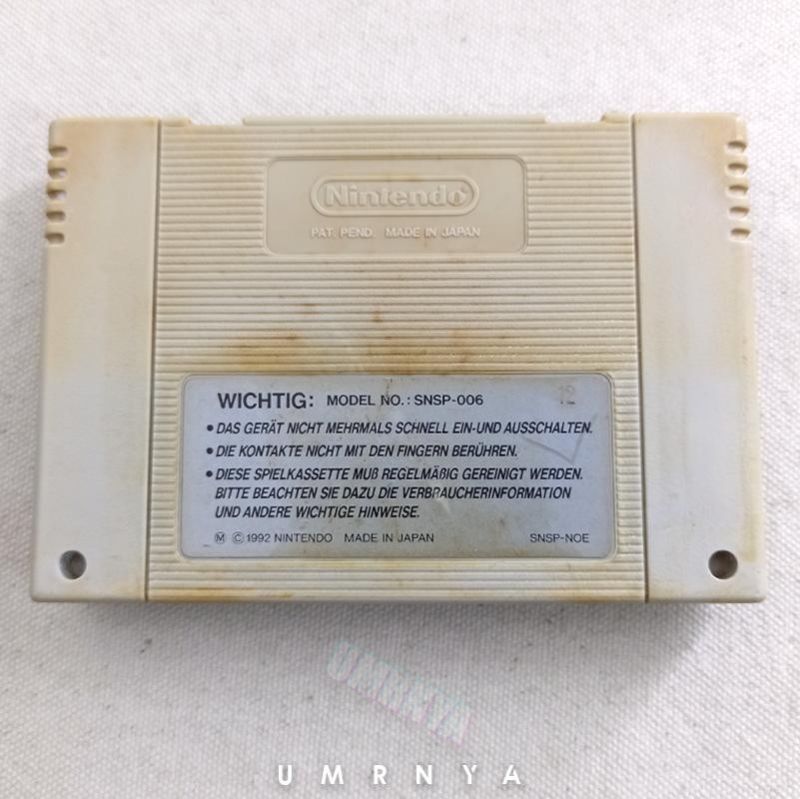 Nintendo
PAT. PEND. MADE IN JAPAN
WICHTIG: MODEL NO.: SNSP-006
12
• DAS GERÄT NICHT MEHRMALS SCHNELL EIN-UND AUSSCHALTEN.
• DIE KONTAKTE NICHT MIT DEN FINGERN BERÜHREN.
• DIESE SPIELKASSETTE MUß REGELMÄßIG GEREINIGT WERDEN.
BITTE BEACHTEN SIE DAZU DIE VERBRAUCHERINFORMATION
UND ANDERE WICHTIGE HINWEISE.
Ⓜ © 1992 NINTENDO MADE IN JAPAN SNSP-NOE
UMRNYA
UMRNYA